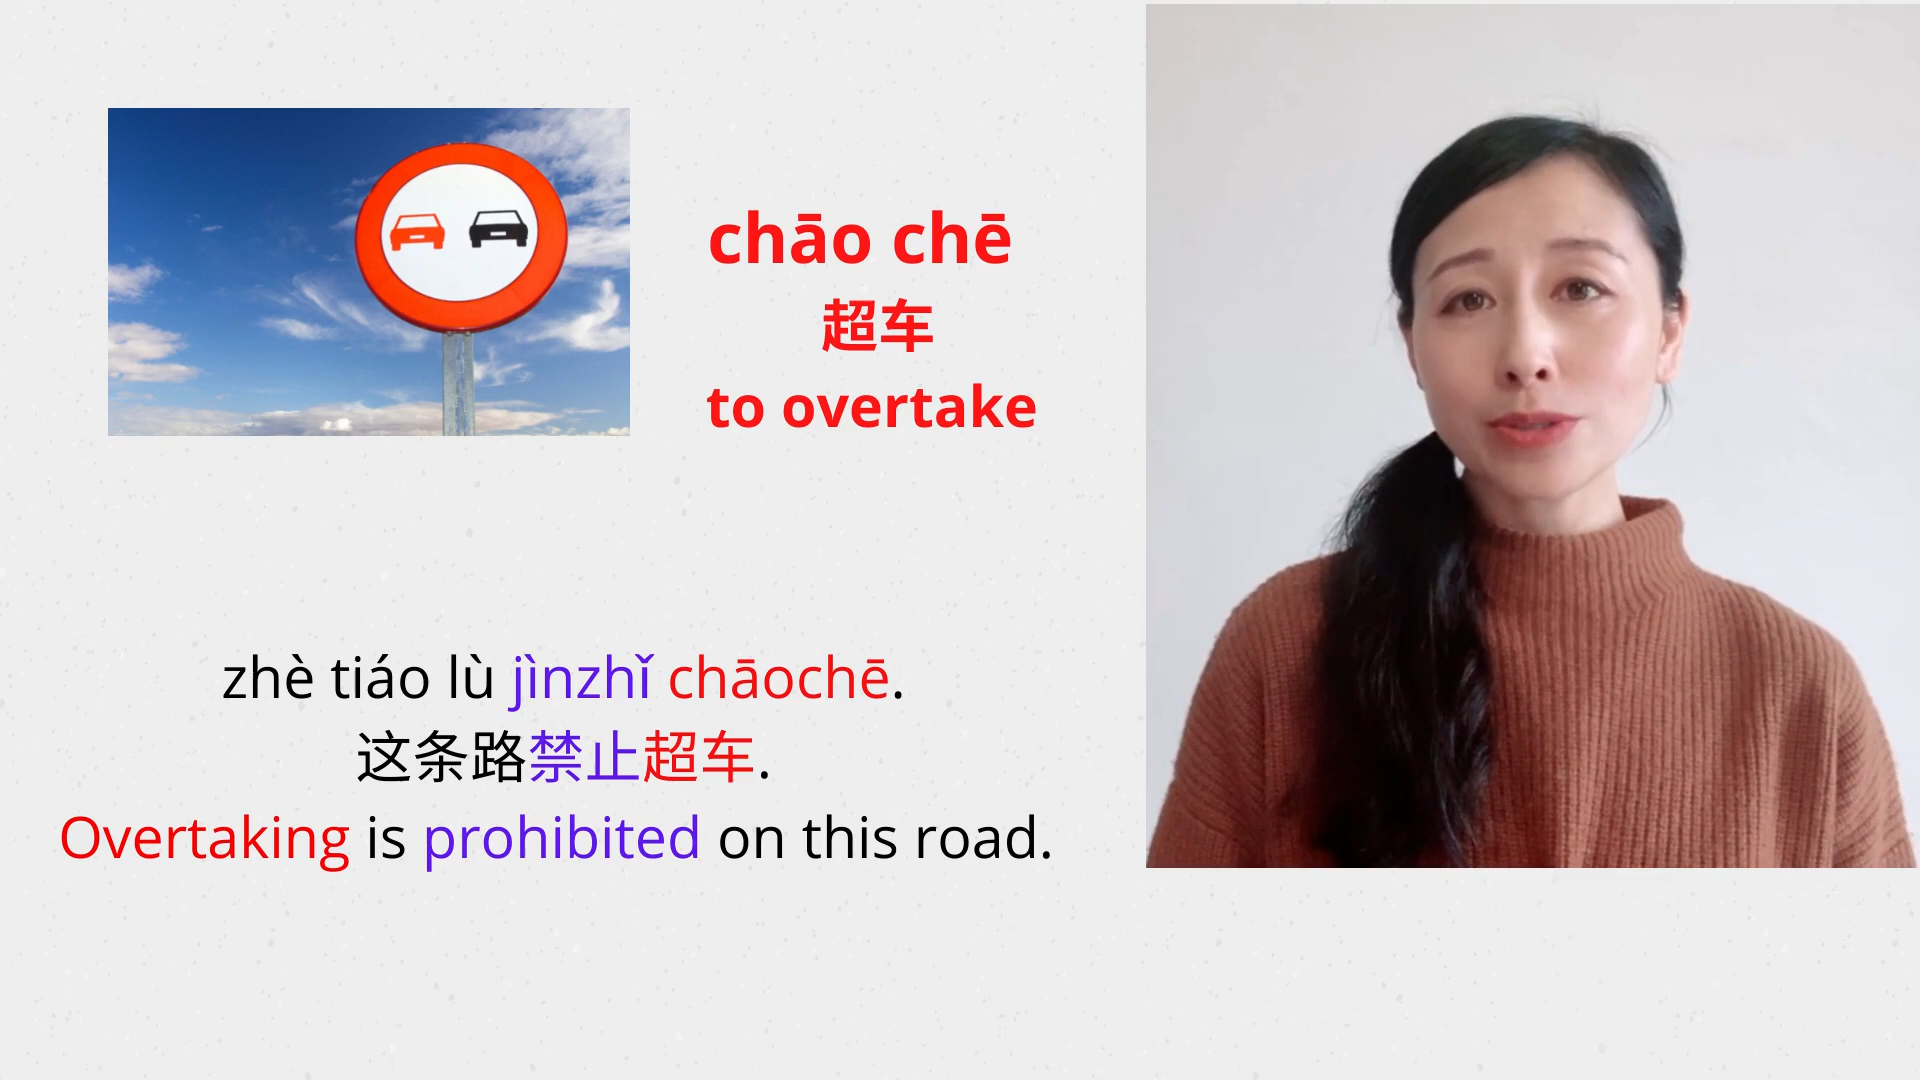 chāo chē
超车
to overtake
zhè tiáo lù jìnzhǐ chāochē.
这条路禁止超车.
Overtaking is prohibited on this road.